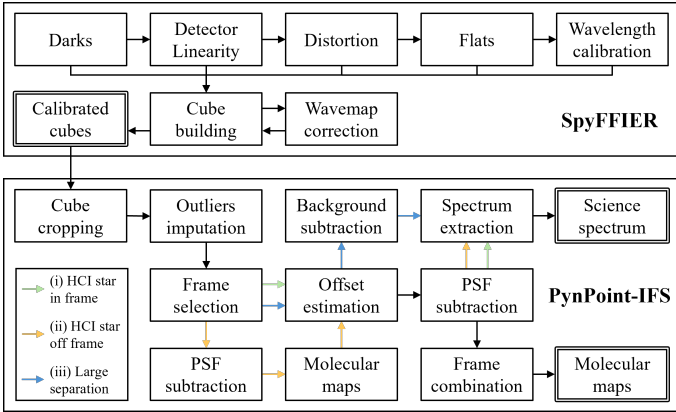 Darks
Detector
Linearity
Distortion
Flats
Wavelength
calibration
Calibrated
cubes
Cube
building
Wavemap
correction
SpyFFIER
Cube
cropping
Outliers
imputation
Background
subtraction
Spectrum
extraction
Science
spectrum
(i) HCI star
in frame
(ii) HCI star
off frame
(iii) Large
separation
Frame
selection
Offset
estimation
PSF
subtraction
PynPoint-IFS
PSF
subtraction
Molecular
maps
Frame
combination
Molecular
maps